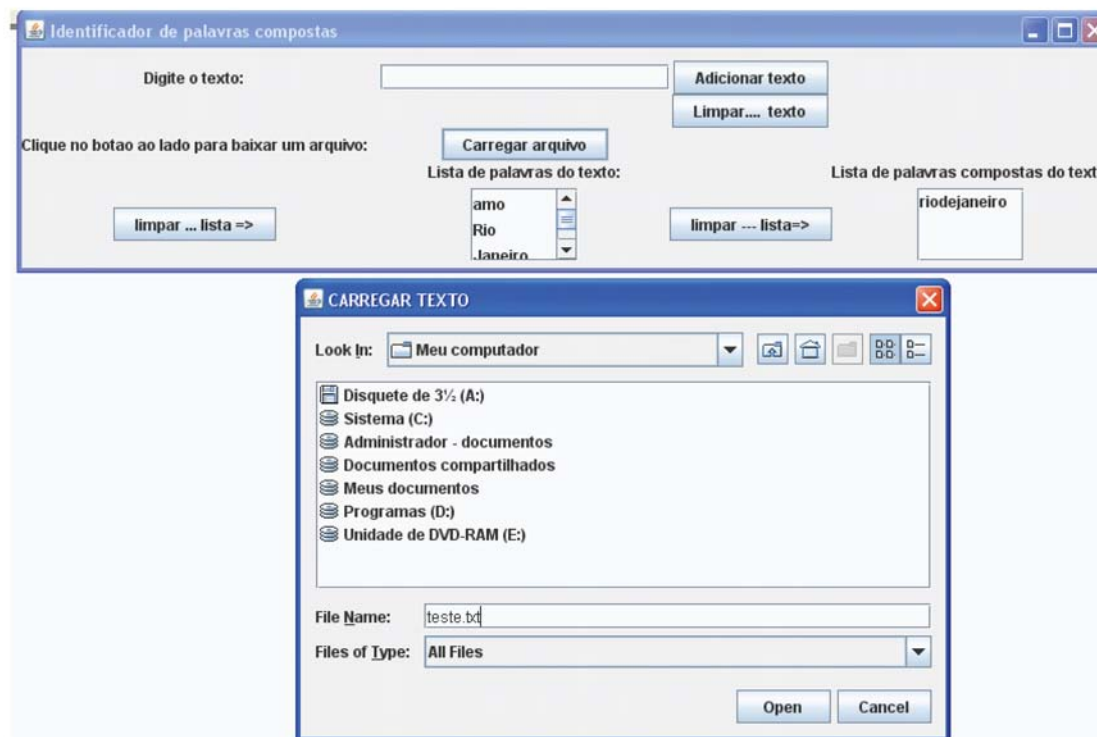 Identificador de palavras compostas
Digite o texto:
Adicionar texto
Limpar.... texto
Clique no botao ao lado para baixar um arquivo:
Carregar arquivo
Lista de palavras do texto:
Lista de palavras compostas do text
limpar ... lista =>
amo
Rio
Janeiro
limpar --- lista=>
riodejaneiro
CARREGAR TEXTO
Look In: Meu computador
Disquete de 3½ (A:)
Sistema (C:)
Administrador - documentos
Documentos compartilhados
Meus documentos
Programas (D:)
Unidade de DVD-RAM (E:)
File Name: teste.txt
Files of Type: All Files
Open Cancel